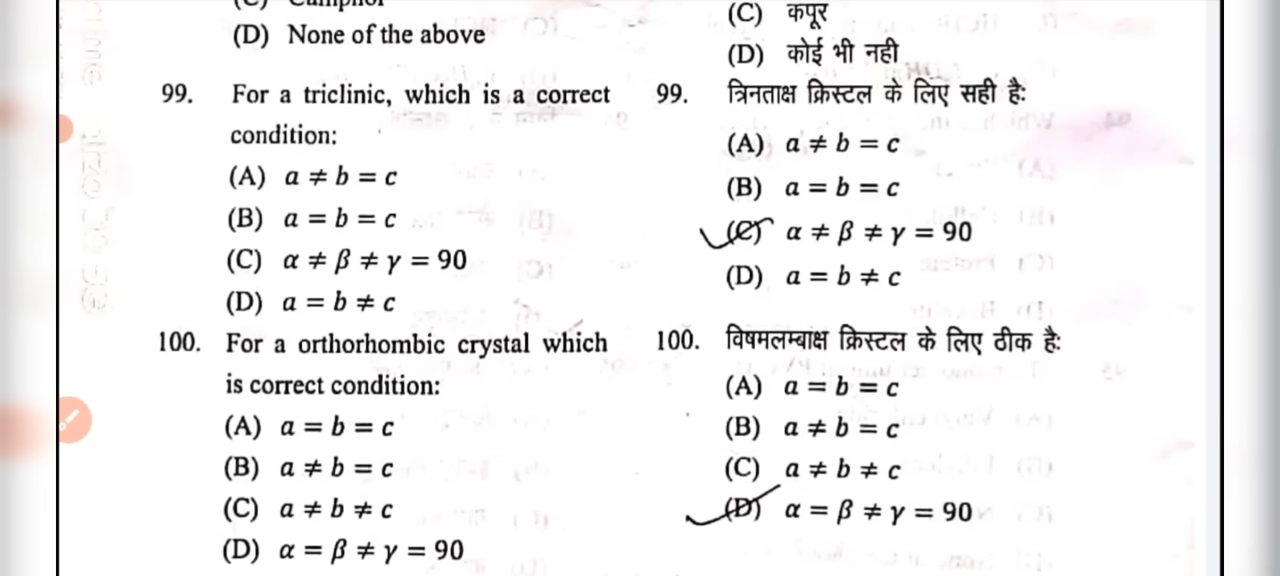 (D) None of the above
99. For a triclinic, which is a correct
condition:
(A) a ≠ b = c
(B) a = b = c
(C) α ≠ β ≠ γ = 90
(D) a = b ≠ c
100. For a orthorhombic crystal which
is correct condition:
(A) a = b = c
(B) a ≠ b = c
(C) a ≠ b ≠ c
(D) α = β ≠ γ = 90
(C) कपूर
(D) कोई भी नही
99. त्रिनताक्ष क्रिस्टल के लिए सही है:
(A) a ≠ b = c
(B) a = b = c
(C) α ≠ β ≠ γ = 90
(D) a = b ≠ c
100. विषमलम्बाक्ष क्रिस्टल के लिए ठीक है:
(A) a = b = c
(B) a ≠ b = c
(C) a ≠ b ≠ c
(D) α = β ≠ γ = 90